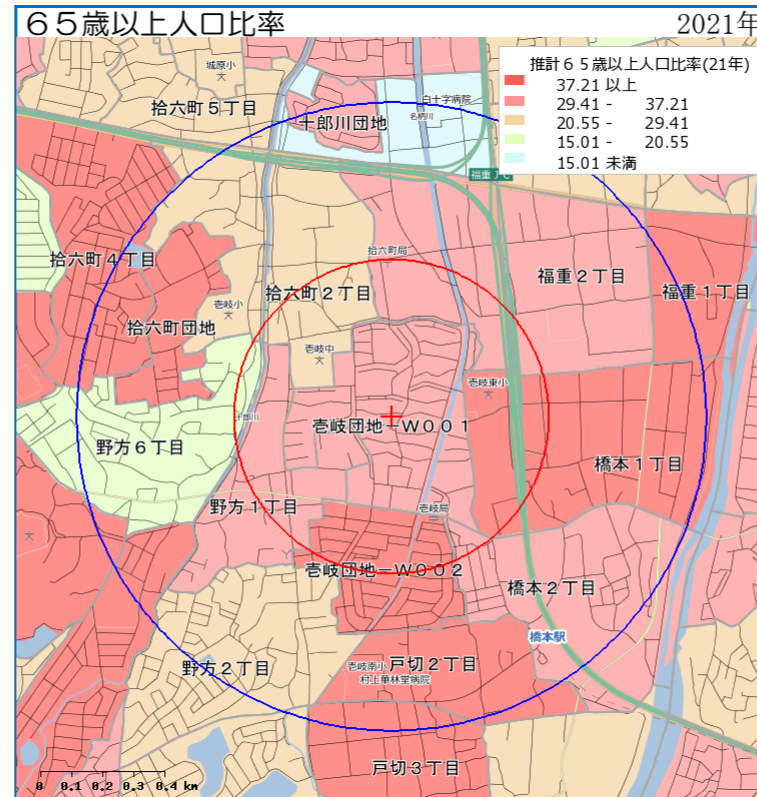 ６５歳以上人口比率
2021年
推計６５歳以上人口比率(21年)
37.21 以上
29.41 - 37.21
20.55 - 29.41
15.01 - 20.55
15.01 未満
城原小
拾六町５丁目
十郎川団地
白十字病院
名柄川
福重ＪＣ
拾六町４丁目
拾六町局
拾六町２丁目
福重２丁目
福重１丁目
壱岐小
拾六町団地
壱岐中
壱岐東小
十郎川
壱岐団地－Ｗ００１
野方６丁目
橋本１丁目
野方１丁目
壱岐局
壱岐団地－Ｗ００２
橋本２丁目
橋本駅
野方２丁目
壱岐南小
戸切２丁目
村上華林堂病院
戸切３丁目
0 0.1 0.2 0.3 0.4 km